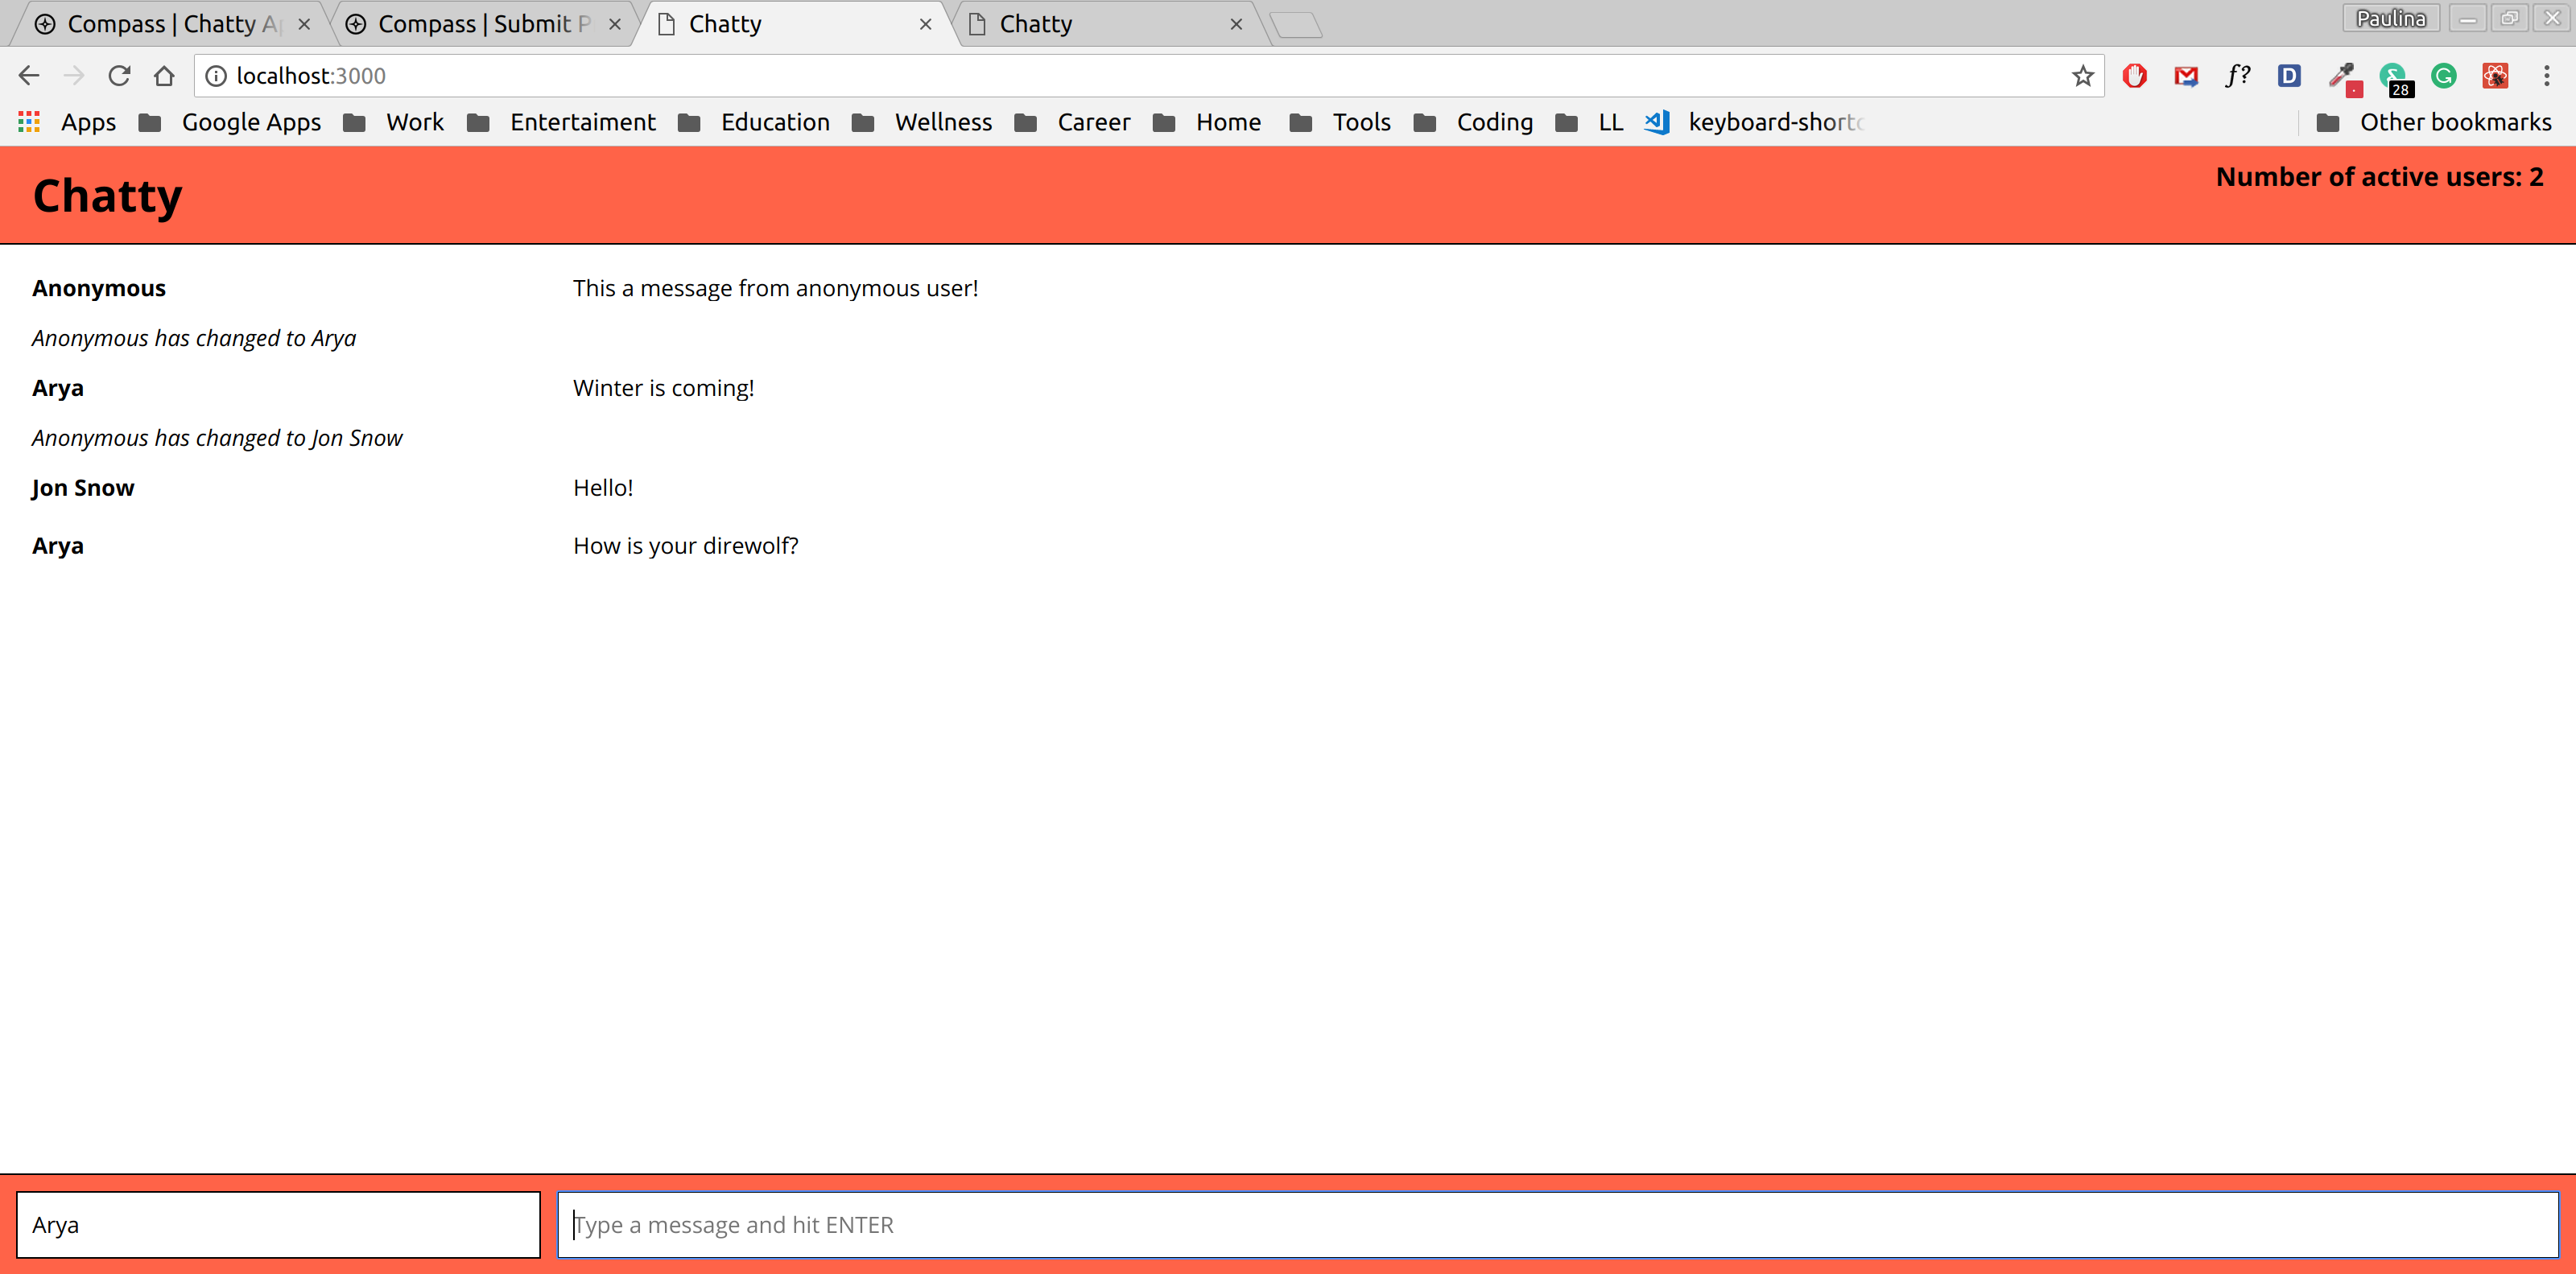 Compass | Chatty A
Compass | Submit P
Chatty
Chatty
Paulina
localhost:3000
f?
D
28
G
Apps
Google Apps
Work
Entertaiment
Education
Wellness
Career
Home
Tools
Coding
LL
keyboard-short
Other bookmarks
Chatty
Number of active users: 2
Anonymous This a message from anonymous user!
Anonymous has changed to Arya
Arya Winter is coming!
Anonymous has changed to Jon Snow
Jon Snow Hello!
Arya How is your direwolf?
Arya
Type a message and hit ENTER